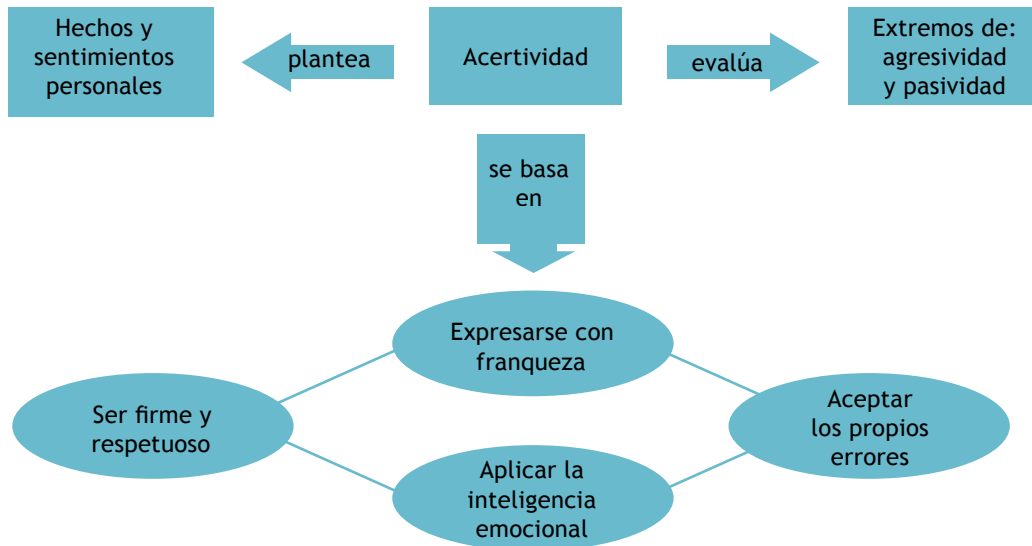 Hechos y
sentimientos
personales
plantea
Acertividad
evalúa
Extremos de:
agresividad
y pasividad
se basa
en
Expresarse con
franqueza
Ser firme y
respetuoso
Aceptar
los propios
errores
Aplicar la
inteligencia
emocional